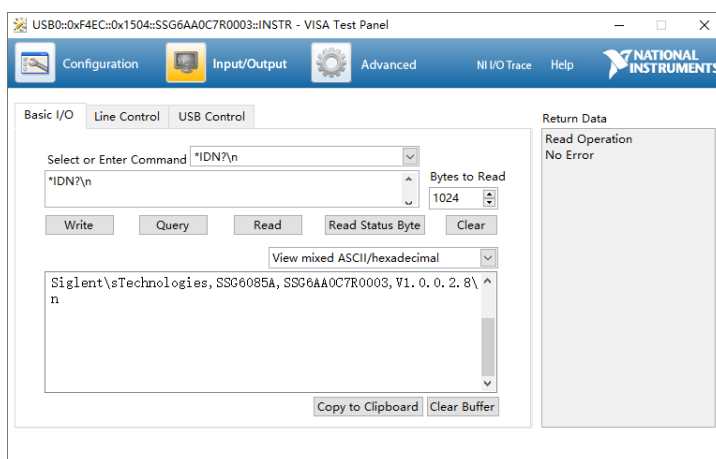 USB0::0xF4EC::0x1504::SSG6AA0C7R0003::INSTR - VISA Test Panel
Configuration
Input/Output
Advanced
NI I/O Trace
Help
NATIONAL
INSTRUMENTS
Basic I/O
Line Control
USB Control
Return Data
Select or Enter Command
*IDN?\n
Read Operation
No Error
*IDN?\n
Bytes to Read
1024
Write
Query
Read
Read Status Byte
Clear
View mixed ASCII/hexadecimal
Siglent\sTechnologies,SSG6085A,SSG6AA0C7R0003,V1.0.0.2.8\
n
Copy to Clipboard
Clear Buffer